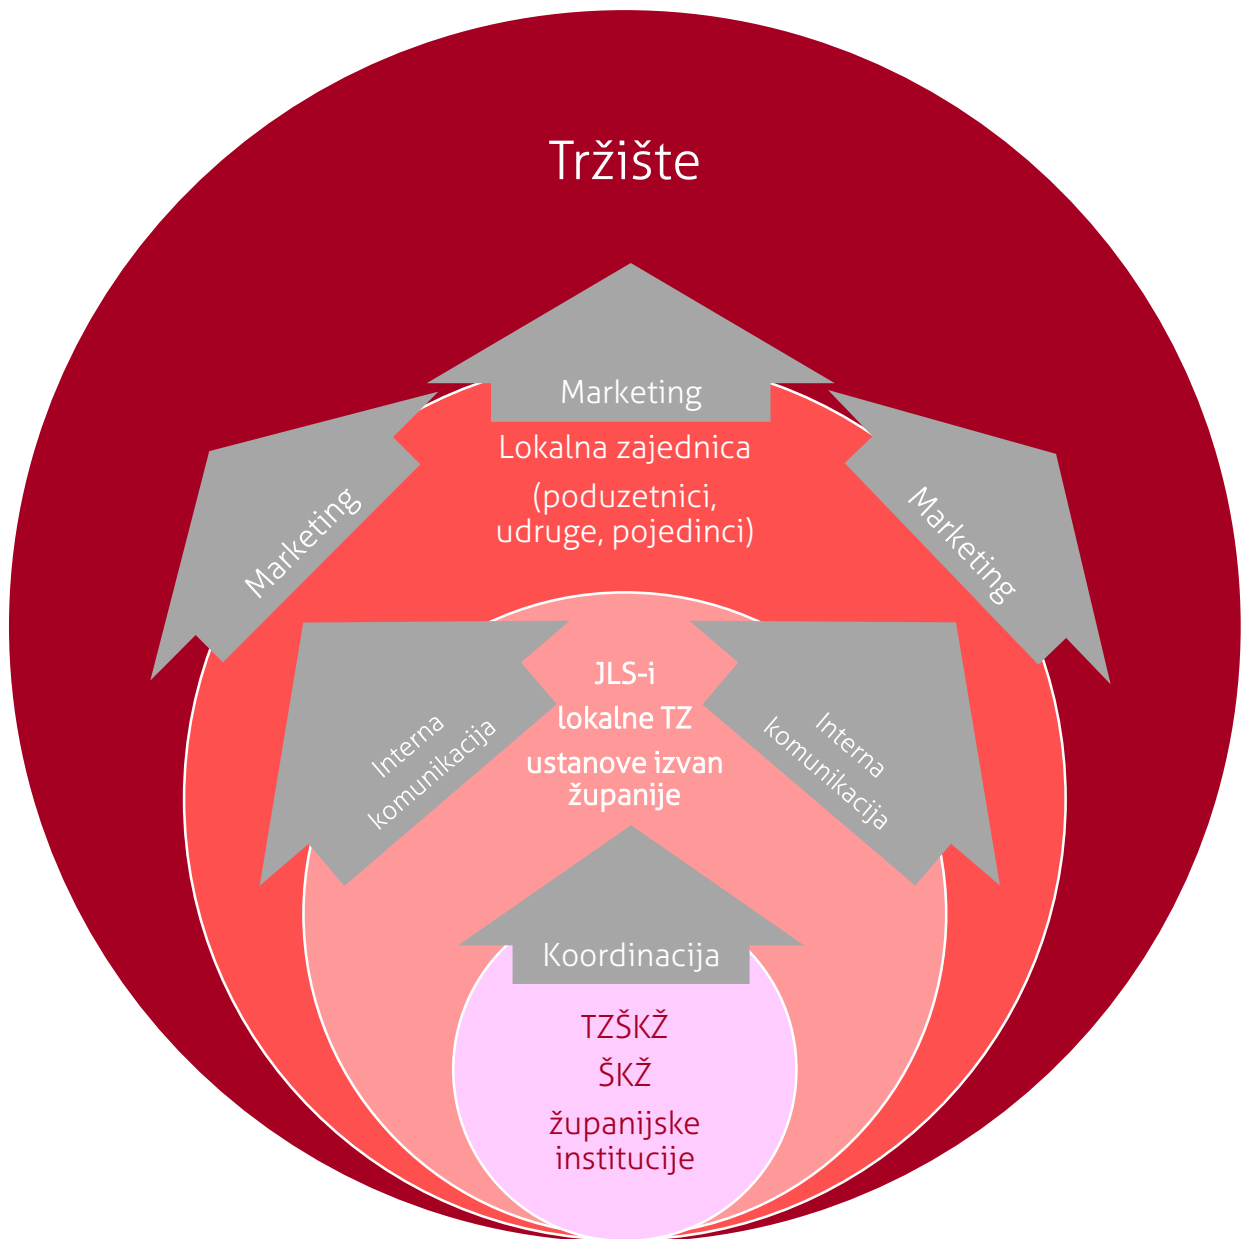 Tržište
Marketing
Lokalna zajednica
(poduzetnici,
udruge, pojedinci)
Marketing
Marketing
JLS-i
lokalne TZ
ustanove izvan
županije
Interna
komunikacija
Interna
komunikacija
Koordinacija
TZŠKŽ
ŠKŽ
županijske
institucije